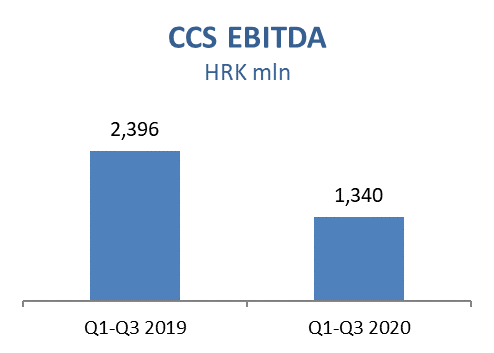 CCS EBITDA
HRK mln
2,396
1,340
Q1-Q3 2019
Q1-Q3 2020